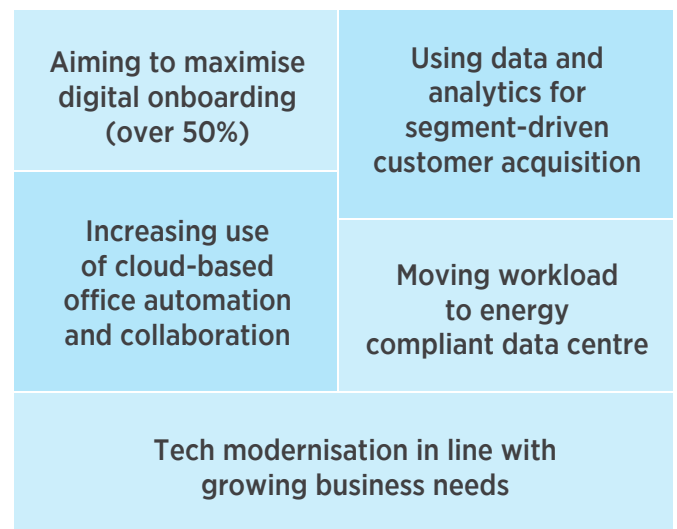 Aiming to maximise
digital onboarding
(over 50%)
Using data and
analytics for
segment-driven
customer acquisition
Increasing use
of cloud-based
office automation
and collaboration
Moving workload
to energy
compliant data centre
Tech modernisation in line with
growing business needs